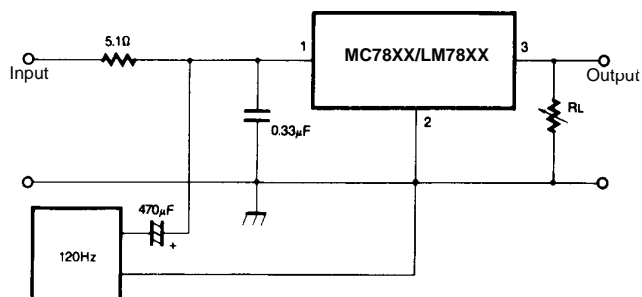 5.1Ω
Input
1
MC78XX/LM78XX
3
Output
0.33μF
2
RL
470μF
+
120Hz